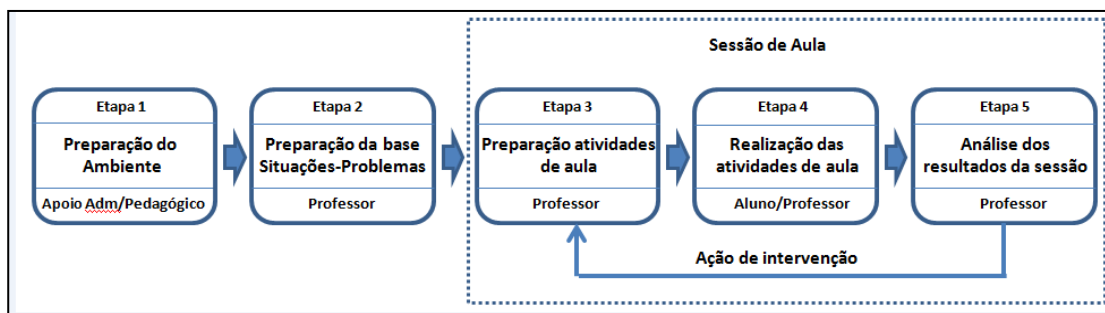 Sessão de Aula
Etapa 1
Preparação do
Ambiente
Apoio Adm/Pedagógico
Etapa 2
Preparação da base
Situações-Problemas
Professor
Etapa 3
Preparação atividades
de aula
Professor
Etapa 4
Realização das
atividades de aula
Aluno/Professor
Etapa 5
Análise dos
resultados da sessão
Professor
Ação de intervenção